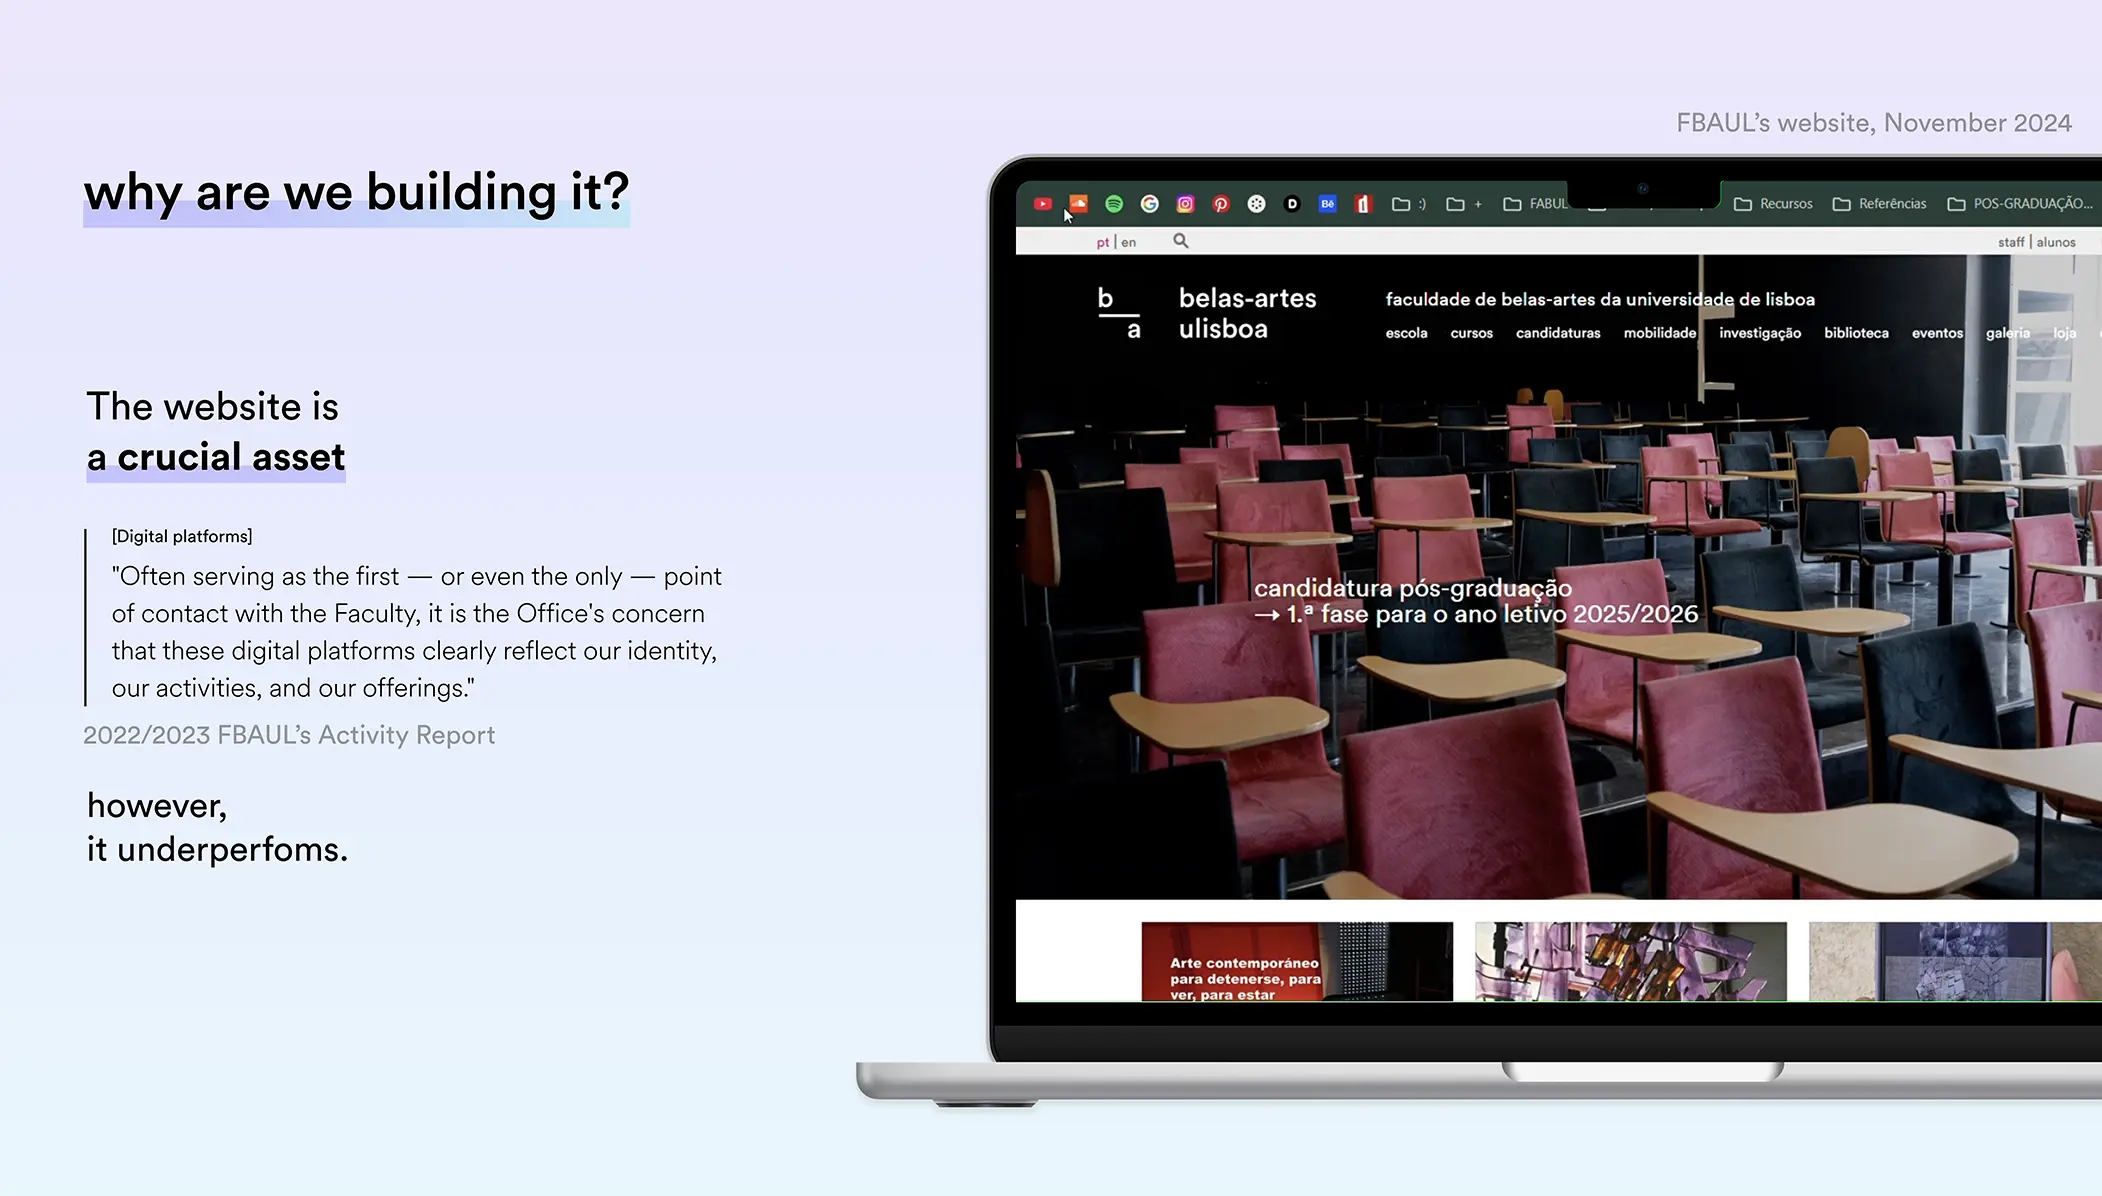 FBAUL’s website, November 2024
why are we building it?
The website is
a crucial asset
[Digital platforms]
"Often serving as the first — or even the only — point
of contact with the Faculty, it is the Office's concern
that these digital platforms clearly reflect our identity,
our activities, and our offerings."
2022/2023 FBAUL’s Activity Report
however,
it underperfoms.
:) + FABUL Recursos Referências POS-GRADUAÇÃO...
pt | en
staff | alunos
b
a
belas-artes
ulisboa
faculdade de belas-artes da universidade de lisboa
escola cursos candidaturas mobilidade investigação biblioteca eventos galeria loja
candidatura pós-graduação
→ 1.ª fase para o ano letivo 2025/2026
Arte contemporáneo
para detenerse, para
ver, para estar